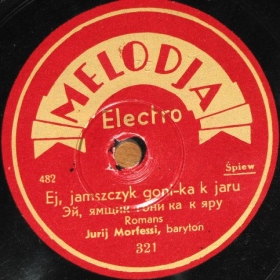 MELODJA
Electro
482
Śpiew
Ej, jamszczyk goni-ka k jaru
Эй, ямщик гони ка к яру
Romans
Jurij Morfessi, baryton
321